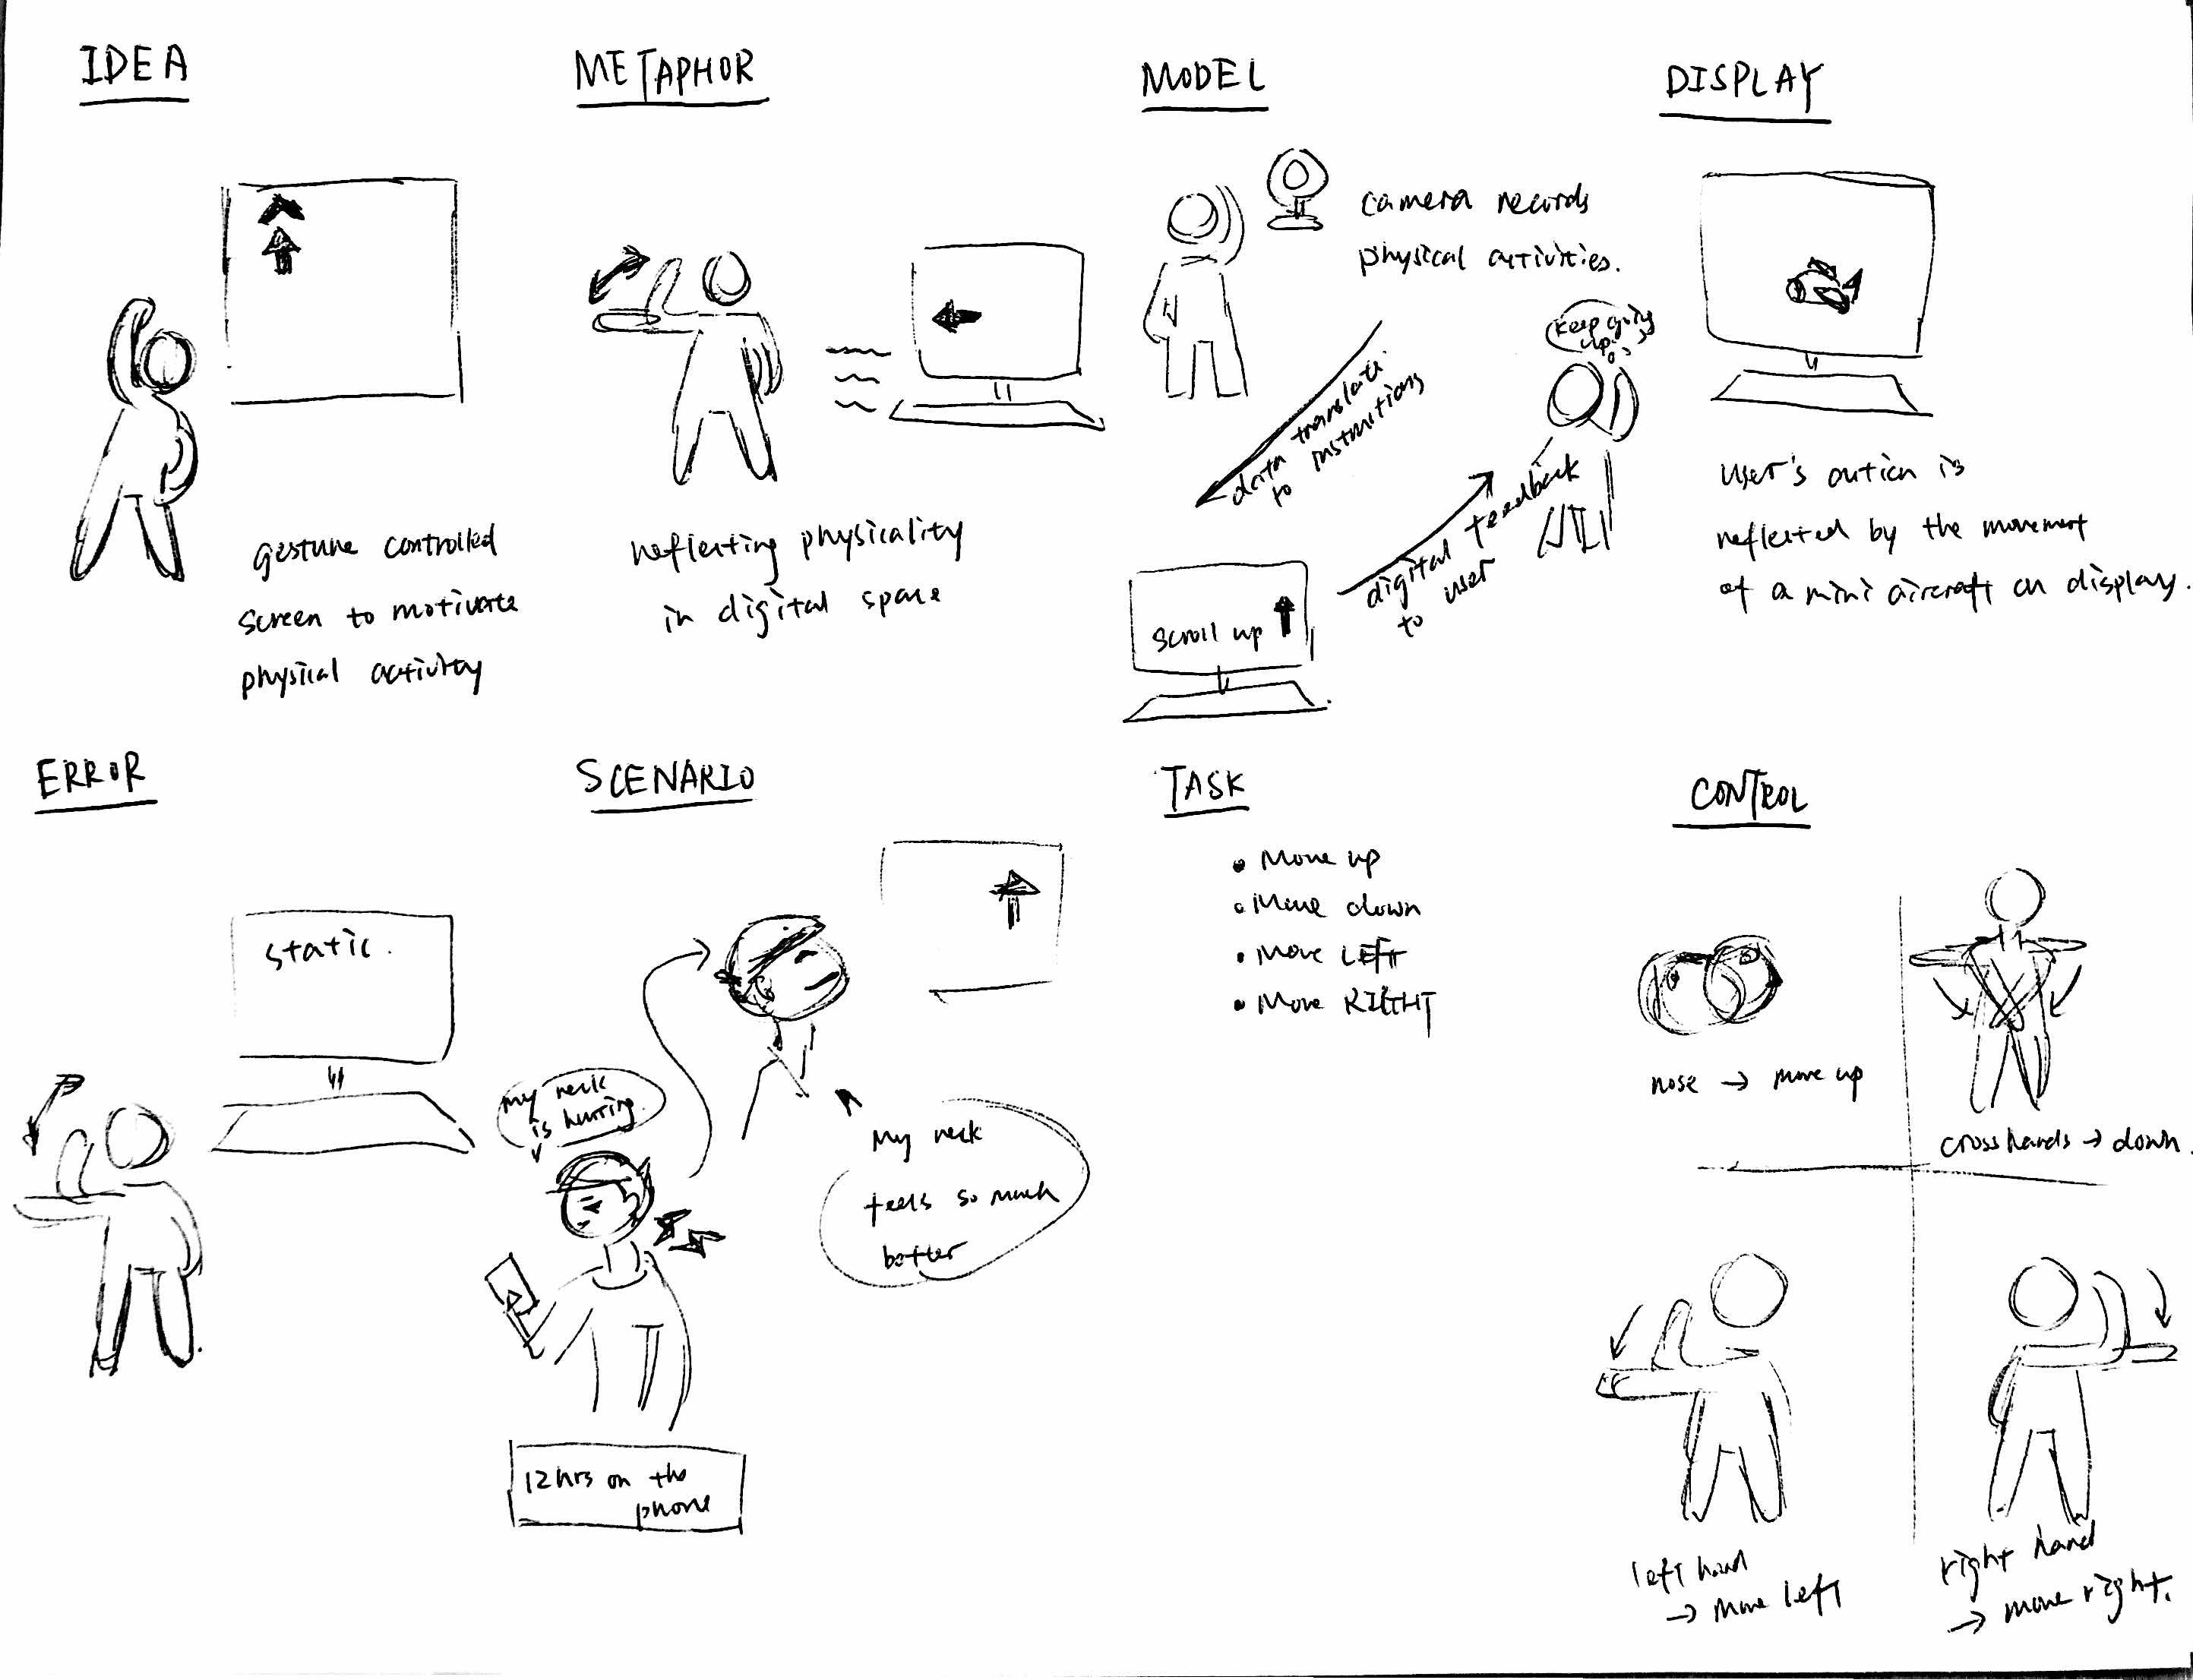 IDEA
gesture controlled
screen to motivate
physical activity
METAPHOR
reflecting physicality
in digital space
MODEL
camera records
physical activities.
data translate
to instructions
scroll up
digital feedback
to user
DISPLAY
keep going
up.
user's action is
reflected by the movement
of a mini aircraft on display.
ERROR
static.
SCENARIO
my neck
is hurting.
12hrs on the
phone
My neck
feels so much
better
TASK
• Move up
• Move down
• Move LEFT
• Move RIGHT
CONTROL
nose → move up
cross hands → down.
left hand
→ move left
right hand
→ move right.